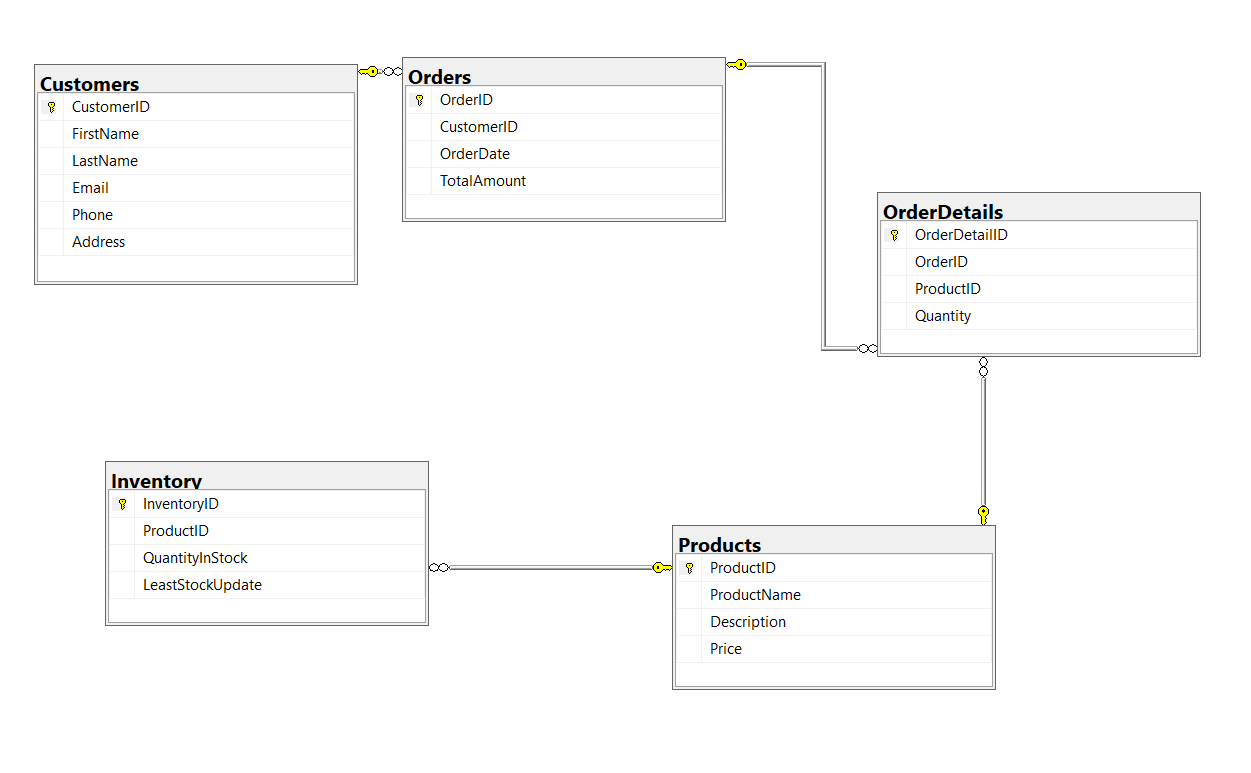 Customers
CustomerID
FirstName
LastName
Email
Phone
Address
Orders
OrderID
CustomerID
OrderDate
TotalAmount
OrderDetails
OrderDetailID
OrderID
ProductID
Quantity
Inventory
InventoryID
ProductID
QuantityInStock
LeastStockUpdate
Products
ProductID
ProductName
Description
Price